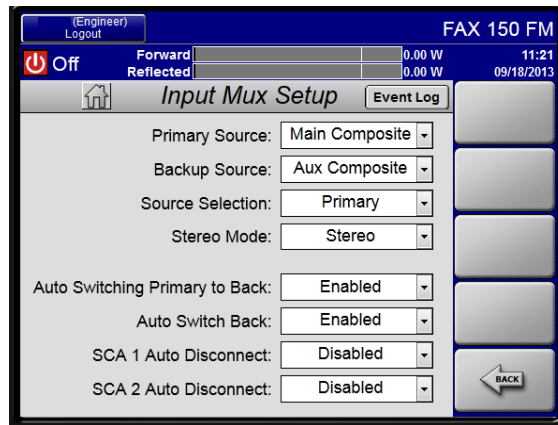 (Engineer)
Logout
FAX 150 FM
Off
Forward 0.00 W
Reflected 0.00 W
11:21
09/18/2013
Input Mux Setup
Event Log
Primary Source: Main Composite
Backup Source: Aux Composite
Source Selection: Primary
Stereo Mode: Stereo
Auto Switching Primary to Back: Enabled
Auto Switch Back: Enabled
SCA 1 Auto Disconnect: Disabled
SCA 2 Auto Disconnect: Disabled
BACK